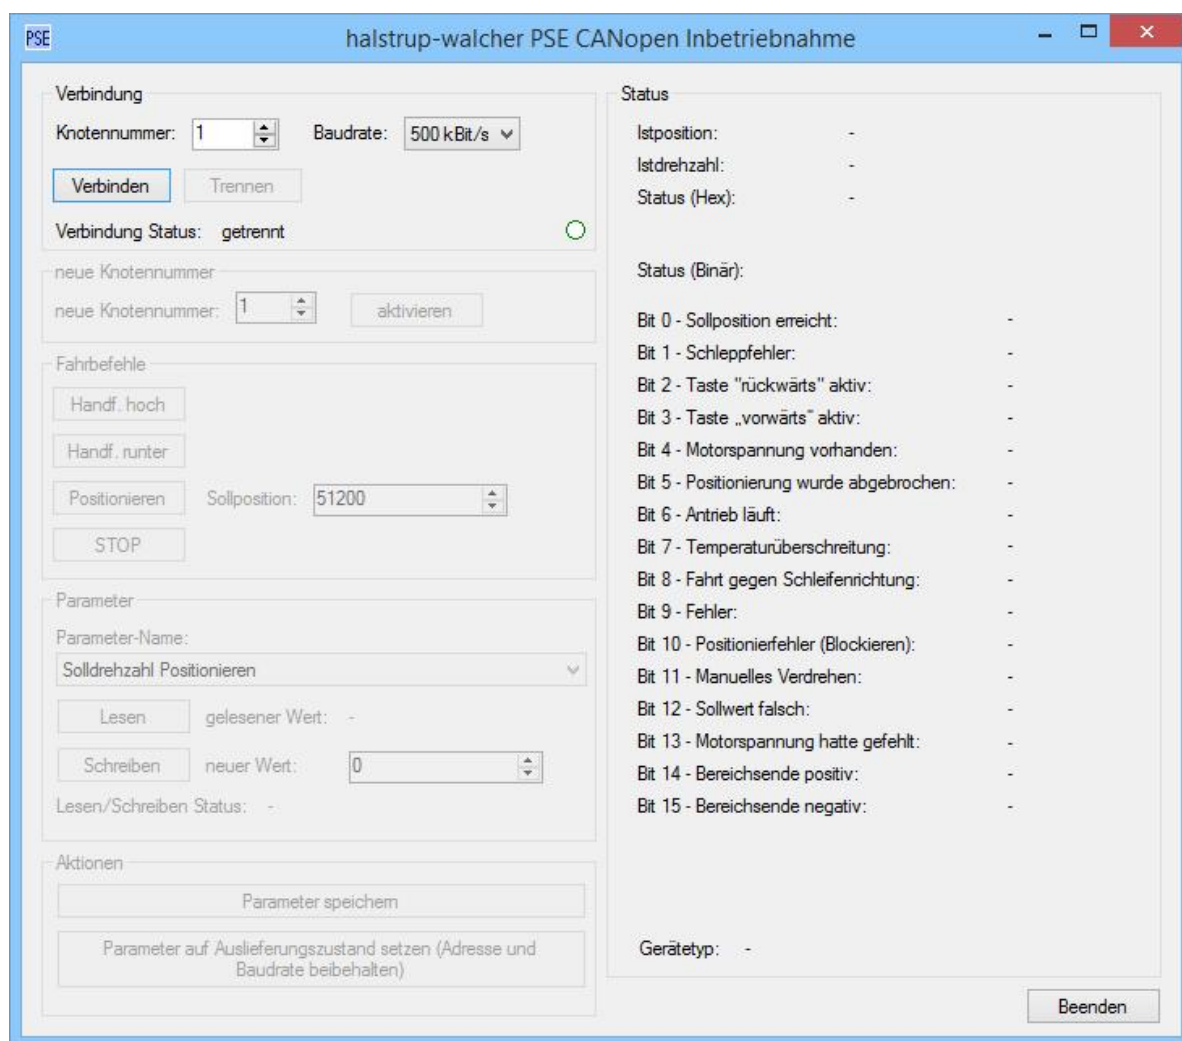 PSE halstrup-walcher PSE CANopen Inbetriebnahme
Verbindung
Knotennummer: 1 Baudrate: 500 kBit/s
Verbinden Trennen
Verbindung Status: getrennt
neue Knotennummer
neue Knotennummer: 1 aktivieren
Fahrbefehle
Handf. hoch
Handf. runter
Positionieren Sollposition: 51200
STOP
Parameter
Parameter-Name:
Solldrehzahl Positionieren
Lesen gelesener Wert: -
Schreiben neuer Wert: 0
Lesen/Schreiben Status: -
Aktionen
Parameter speichern
Parameter auf Auslieferungszustand setzen (Adresse und
Baudrate beibehalten)
Status
Istposition: -
Istdrehzahl: -
Status (Hex): -
Status (Binär):
Bit 0 - Sollposition erreicht: -
Bit 1 - Schleppfehler: -
Bit 2 - Taste "rückwärts" aktiv: -
Bit 3 - Taste „vorwärts" aktiv: -
Bit 4 - Motorspannung vorhanden: -
Bit 5 - Positionierung wurde abgebrochen: -
Bit 6 - Antrieb läuft: -
Bit 7 - Temperaturüberschreitung: -
Bit 8 - Fahrt gegen Schleifenrichtung: -
Bit 9 - Fehler: -
Bit 10 - Positionierfehler (Blockieren): -
Bit 11 - Manuelles Verdrehen: -
Bit 12 - Sollwert falsch: -
Bit 13 - Motorspannung hatte gefehlt: -
Bit 14 - Bereichsende positiv: -
Bit 15 - Bereichsende negativ: -
Gerätetyp: -
Beenden